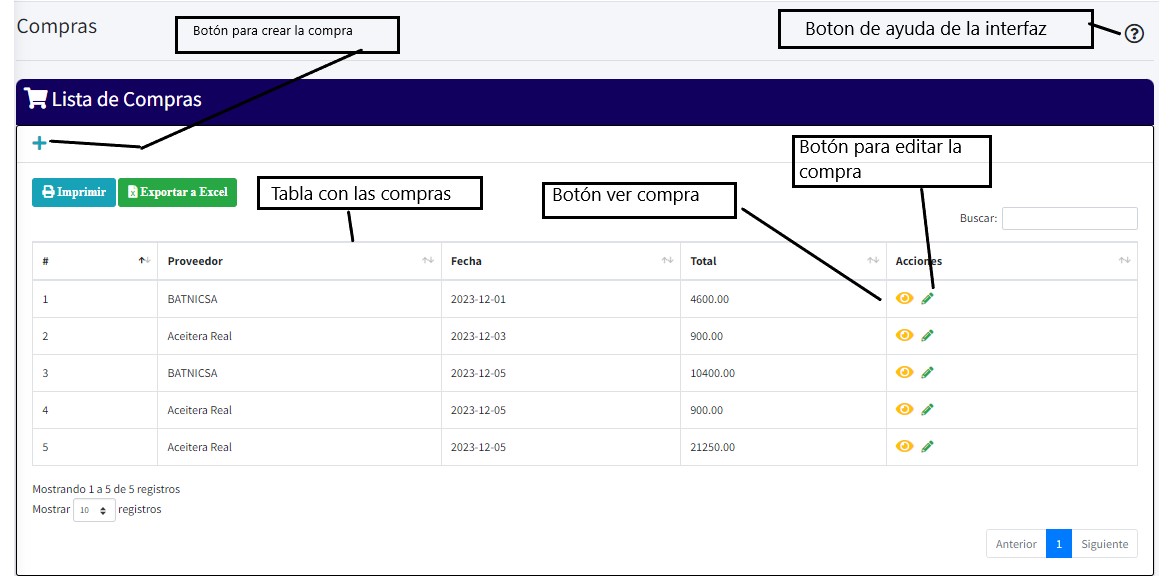 Compras
Botón para crear la compra
Boton de ayuda de la interfaz
Lista de Compras
Botón para editar la
compra
Imprimir
Exportar a Excel
Tabla con las compras
Botón ver compra
Buscar:
# Proveedor Fecha Total Acciones
1 BATNICSA 2023-12-01 4600.00
2 Aceitera Real 2023-12-03 900.00
3 BATNICSA 2023-12-05 10400.00
4 Aceitera Real 2023-12-05 900.00
5 Aceitera Real 2023-12-05 21250.00
Mostrando 1 a 5 de 5 registros
Mostrar 10 registros
Anterior 1 Siguiente